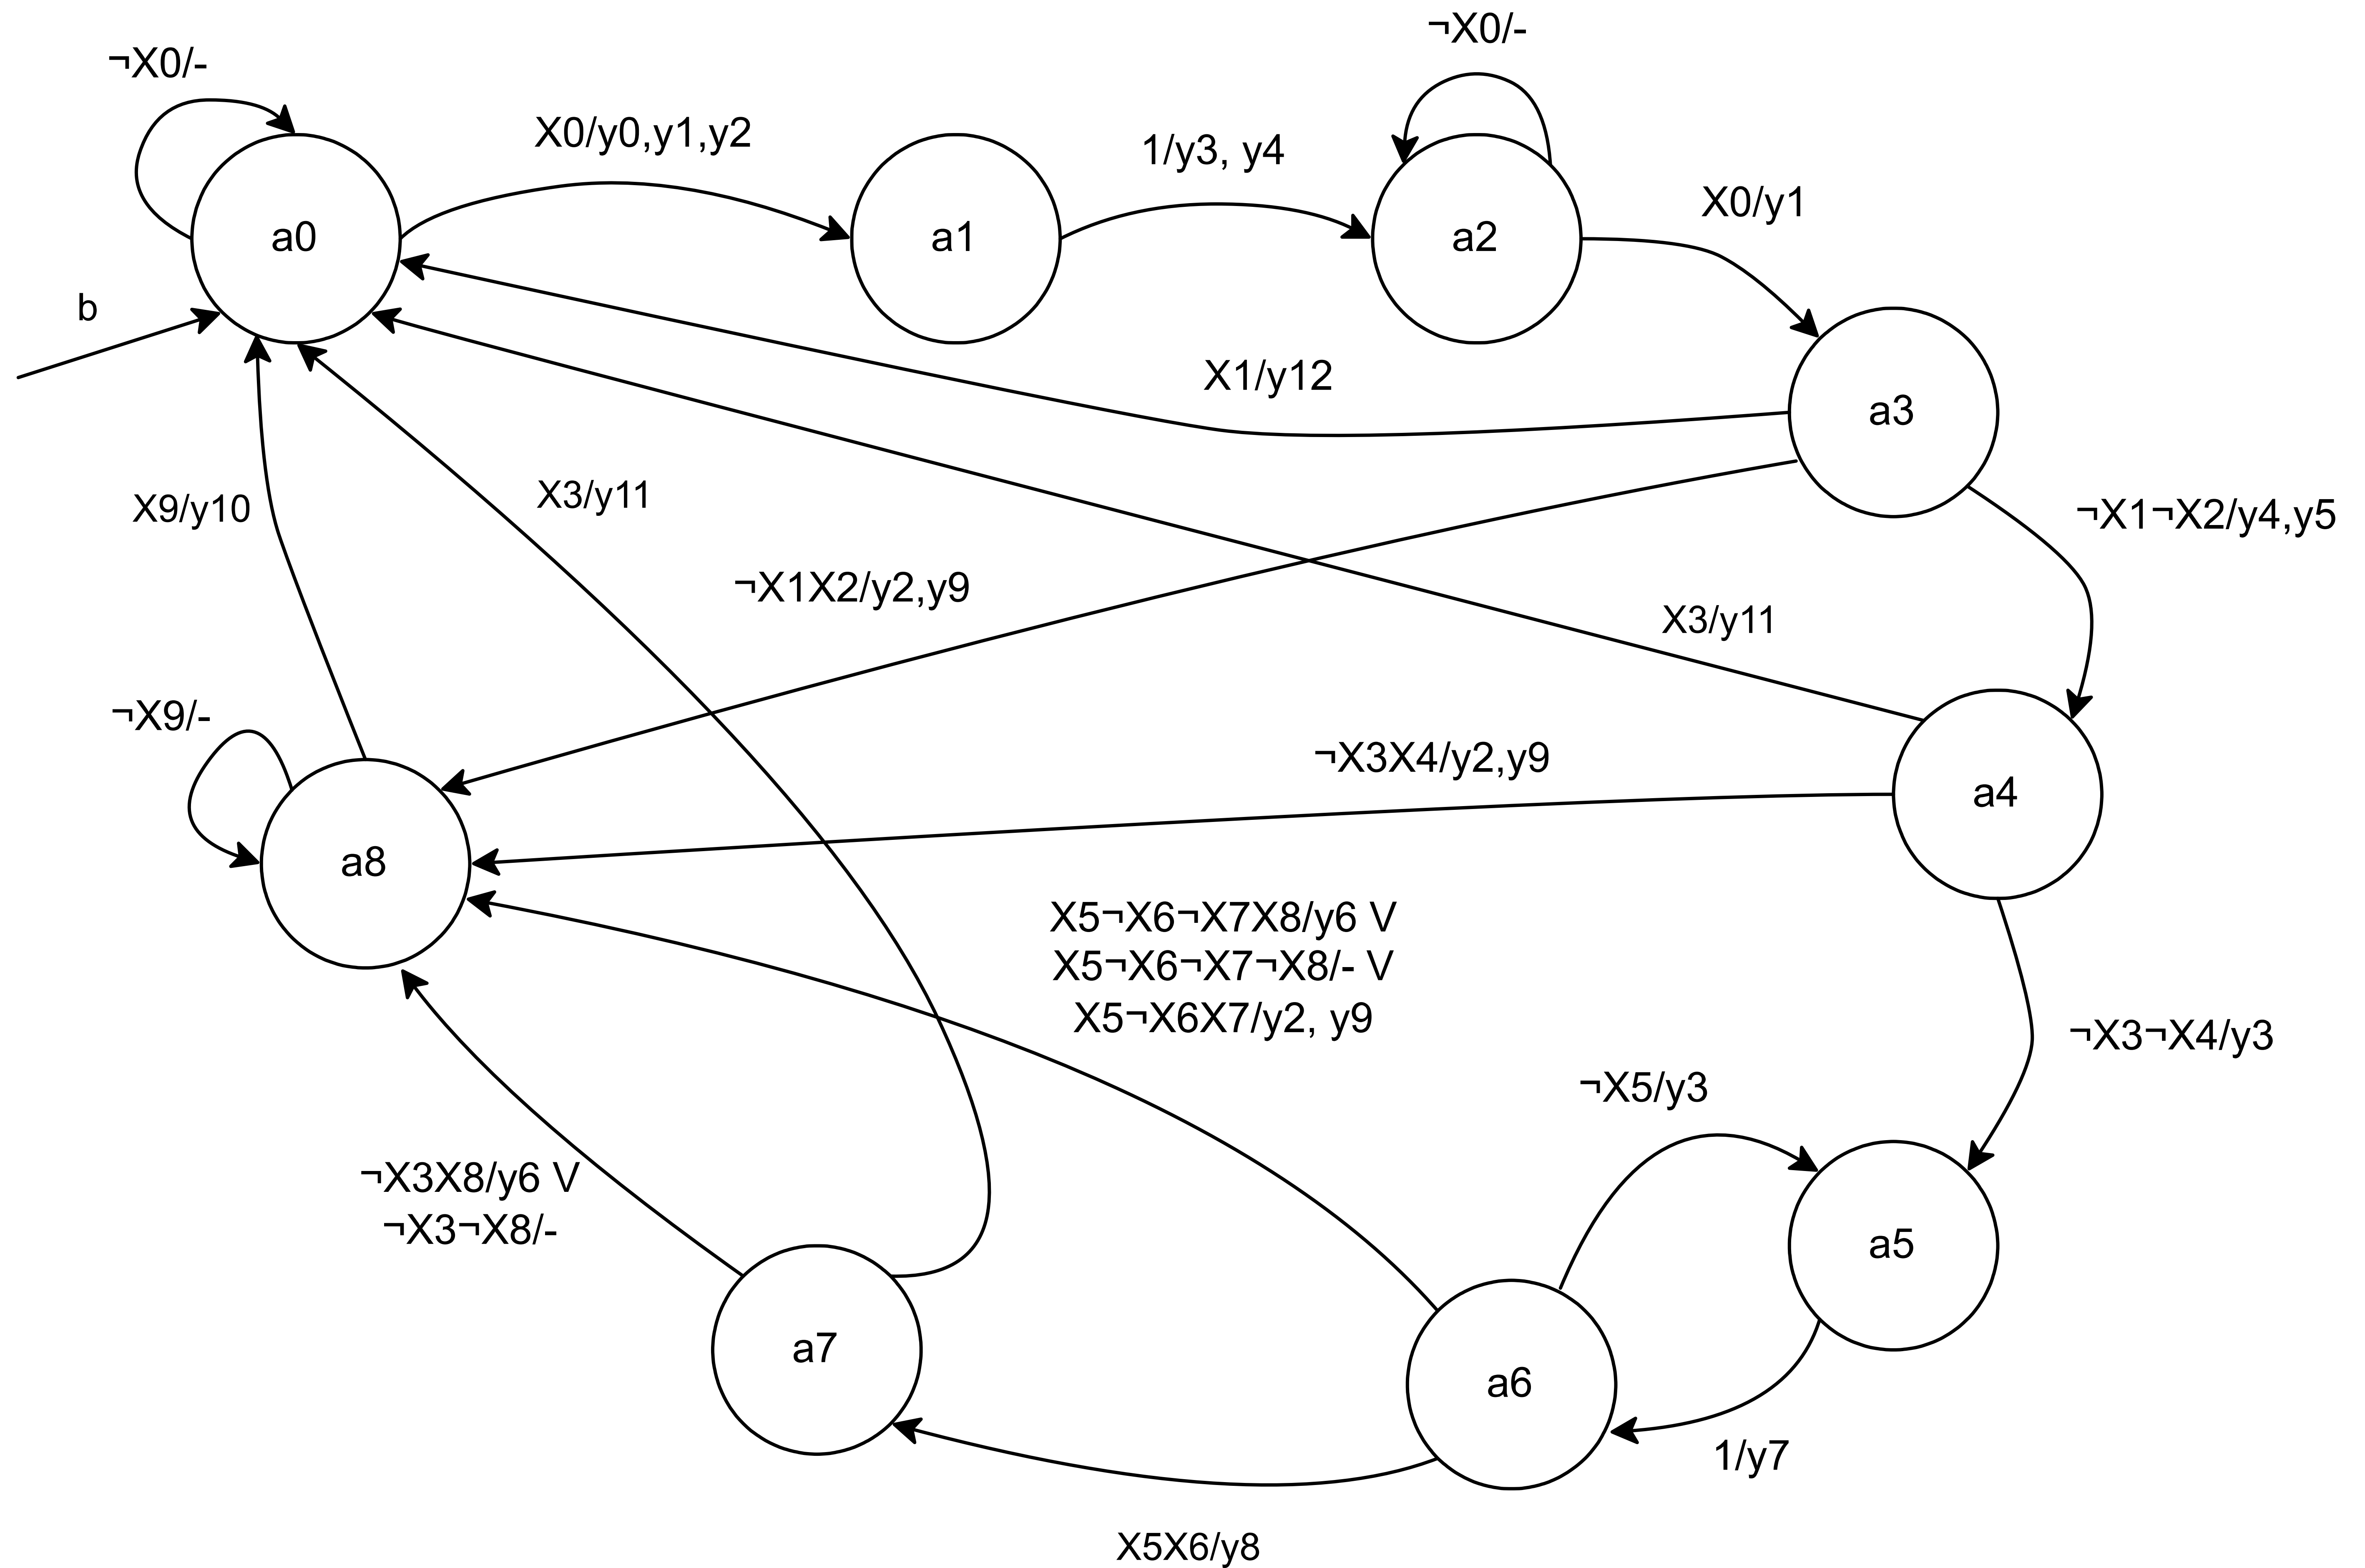 ¬X0/-
¬X0/-
X0/y0,y1,y2
1/y3, y4
X0/y1
a0
a1
a2
b
X1/y12
a3
X9/y10
X3/y11
¬X1¬X2/y4,y5
¬X1X2/y2,y9
X3/y11
¬X9/-
¬X3X4/y2,y9
a4
a8
X5¬X6¬X7X8/y6 V
X5¬X6¬X7¬X8/- V
X5¬X6X7/y2, y9
¬X3¬X4/y3
¬X5/y3
¬X3X8/y6 V
¬X3¬X8/-
a5
a7
a6
1/y7
X5X6/y8